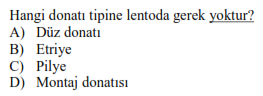 Hangi donatı tipine lentoda gerek yoktur?
A) Düz donatı
B) Etriye
C) Pilye
D) Montaj donatısı